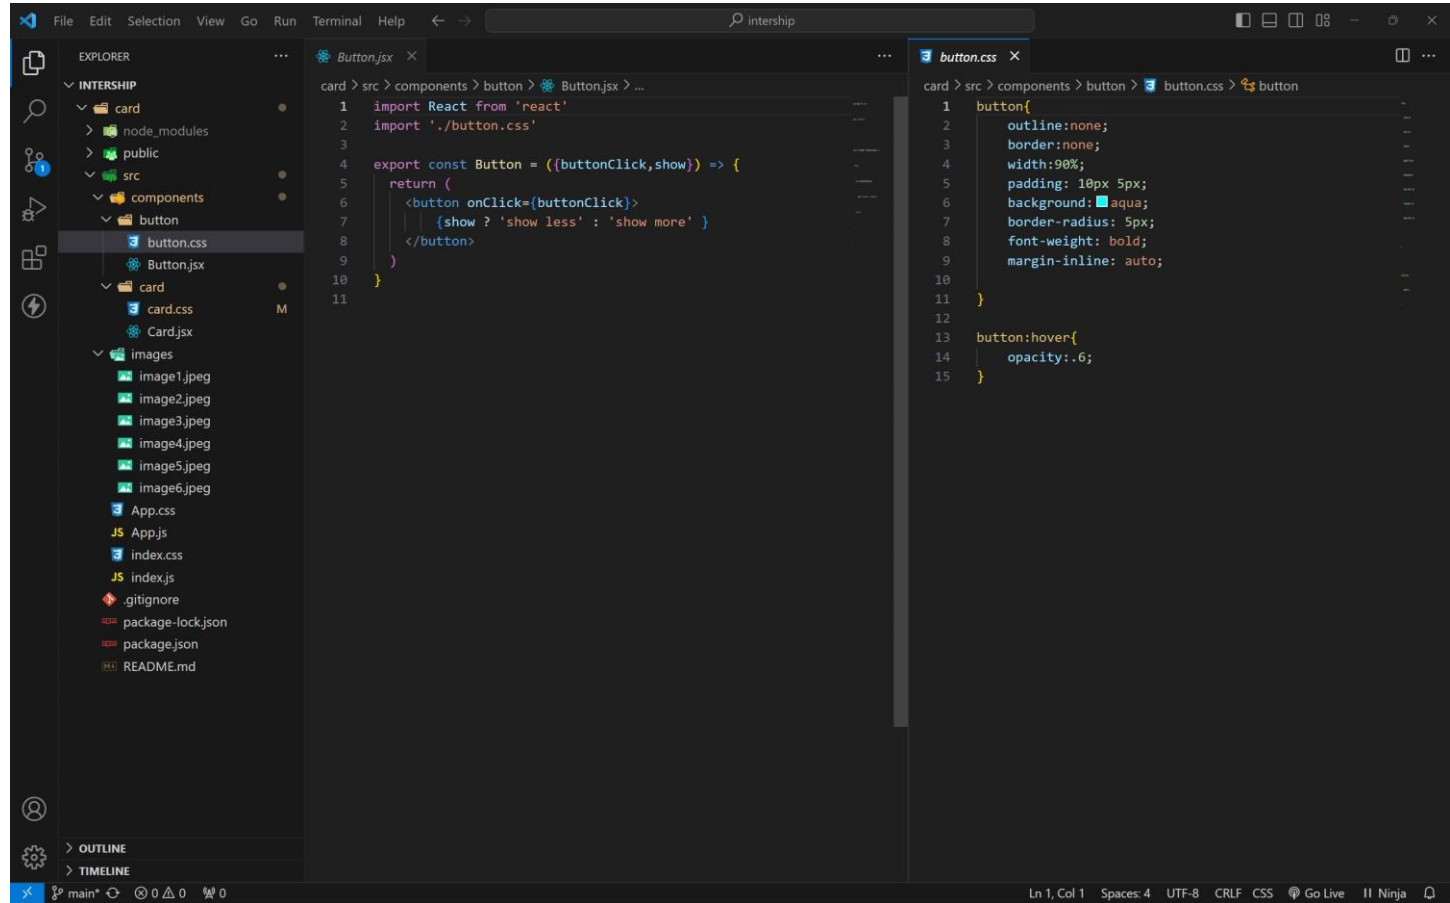 File Edit Selection View Go Run Terminal Help
intership
EXPLORER
INTERSHIP
card
node_modules
public
src
components
button
button.css
Button.jsx
card
card.css M
Card.jsx
images
image1.jpeg
image2.jpeg
image3.jpeg
image4.jpeg
image5.jpeg
image6.jpeg
App.css
JS App.js
index.css
JS index.js
.gitignore
package-lock.json
package.json
README.md
OUTLINE
TIMELINE
Button.jsx
card > src > components > button > Button.jsx > ...
1 import React from 'react'
2 import './button.css'
3
4 export const Button = ({buttonClick,show}) => {
5 return (
6 <button onClick={buttonClick}>
7 {show ? 'show less' : 'show more' }
8 </button>
9 )
10 }
11
button.css
card > src > components > button > button.css > button
1 button{
2 outline:none;
3 border:none;
4 width:90%;
5 padding: 10px 5px;
6 background: aqua;
7 border-radius: 5px;
8 font-weight: bold;
9 margin-inline: auto;
10
11 }
12
13 button:hover{
14 opacity:.6;
15 }
main* 0 0 0
Ln 1, Col 1 Spaces: 4 UTF-8 CRLF CSS Go Live Ninja